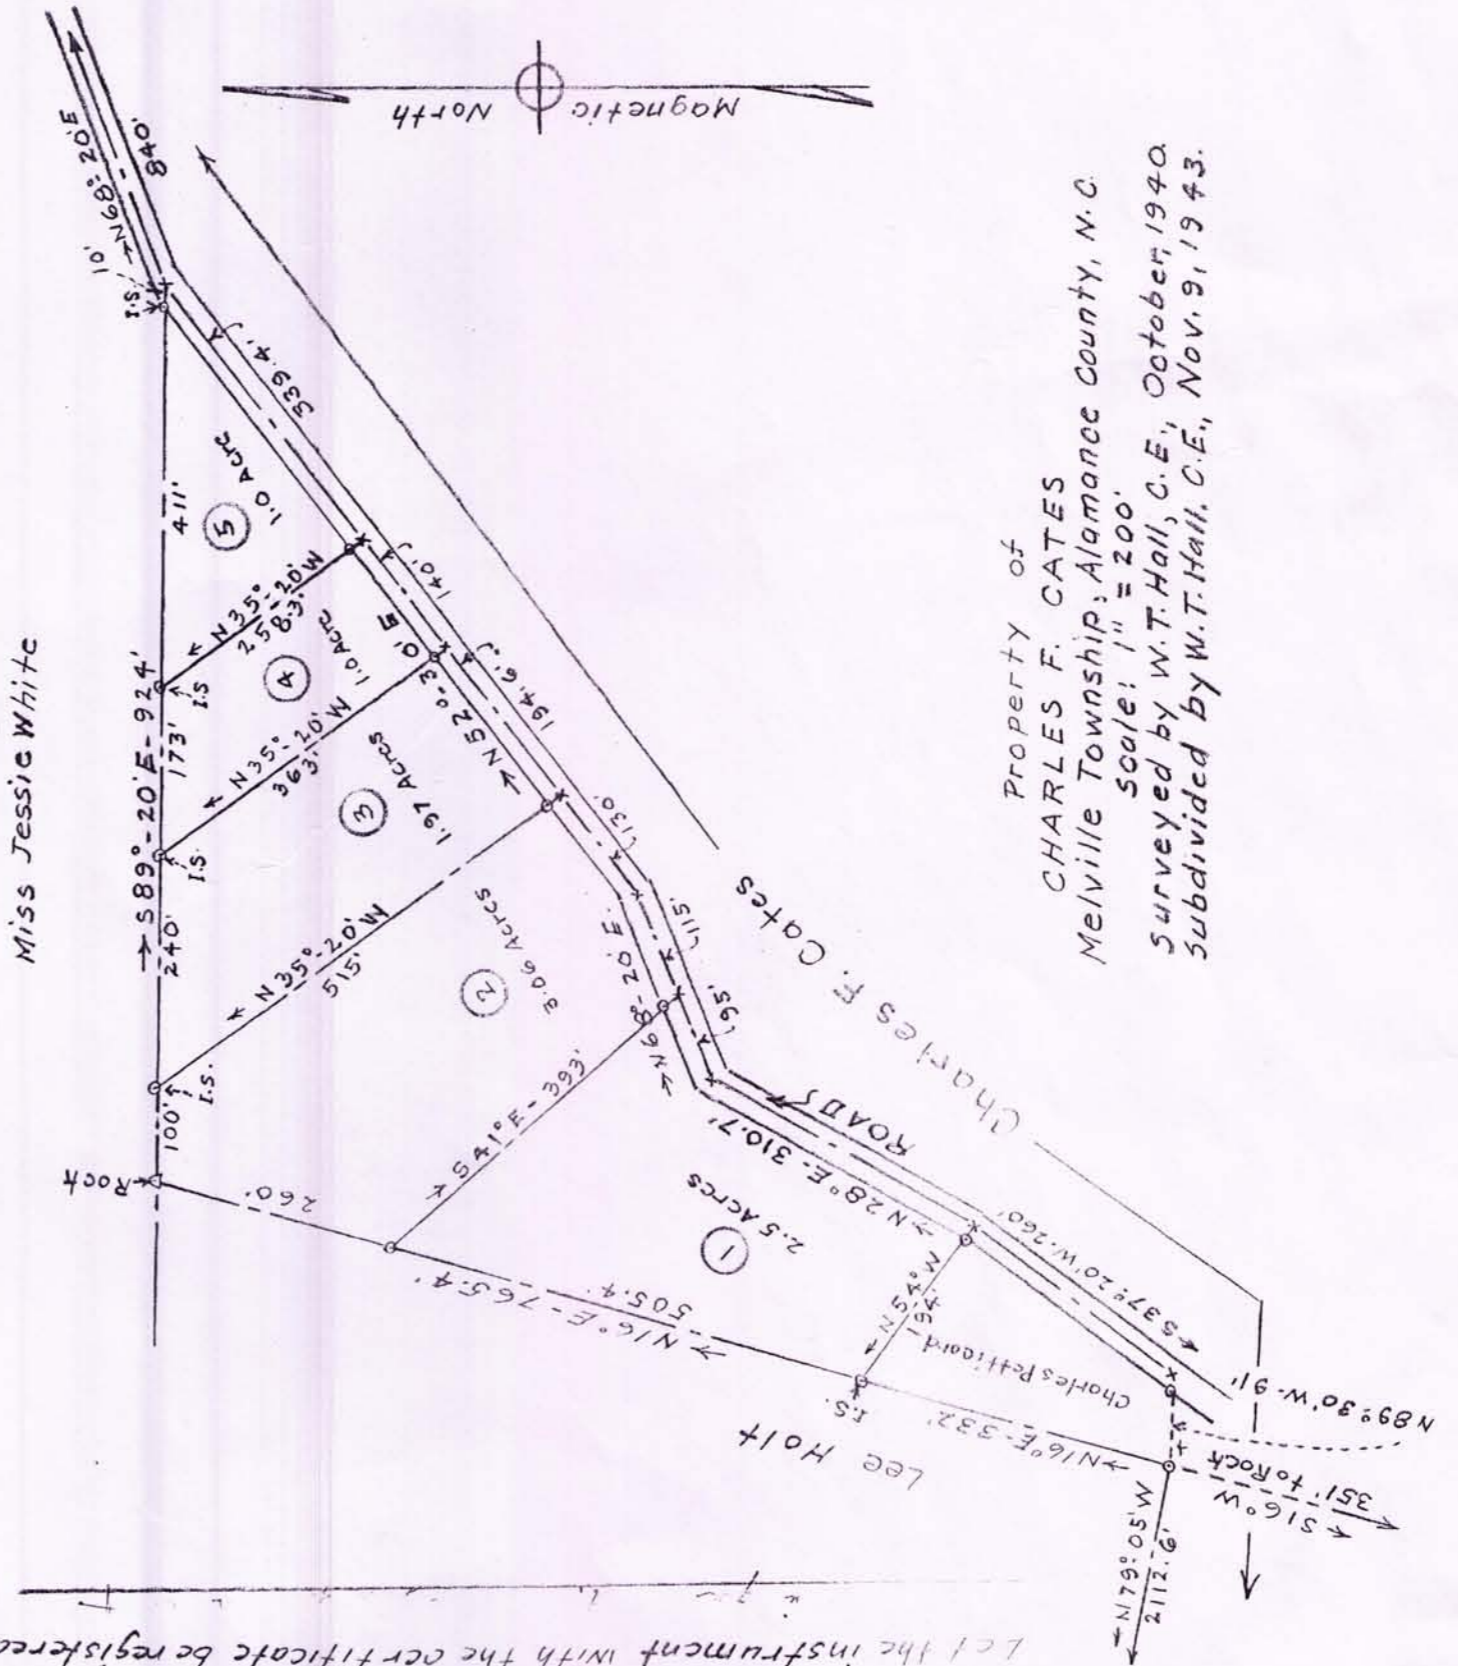 Miss Jessie White
→N68°-20'E
840'
10'
I.S.
Magnetic
North
→ S89°-20'E-924'
411'
173'
240'
100'
Rock
I.S.
I.S.
I.S.
5
1.0 Acre
N35°-20'W
258.3'
4
1.0 Acre
N35°-20'W
363'
3
1.97 Acres
N35°-20'W
515'
2
3.06 Acres
339.4'
140'
194.6'
130'
115'
95'
→N52°-30'E
→N68°-20'E.
260'
S41°E-393'
1
2.5 Acres
→N28°E-310.7'
ROAD
Charles F. Cates
→N16°E-765.4'
505.4'
N54°W
194'
Charles Petticord
I.S.
→N16°E-332'
Lee Holt
S37°-20'W-260'
N89°-30'W-91'
S16°W
351' to Rock
N79°-05'W
2112.6'
Property of
CHARLES F. CATES
Melville Township, Alamance County, N.C.
Scale: 1" = 200'
Surveyed by W.T. Hall, C.E., October, 1940.
Subdivided by W.T. Hall, C.E., Nov. 9, 1943.
Let the instrument with the certificate be registered